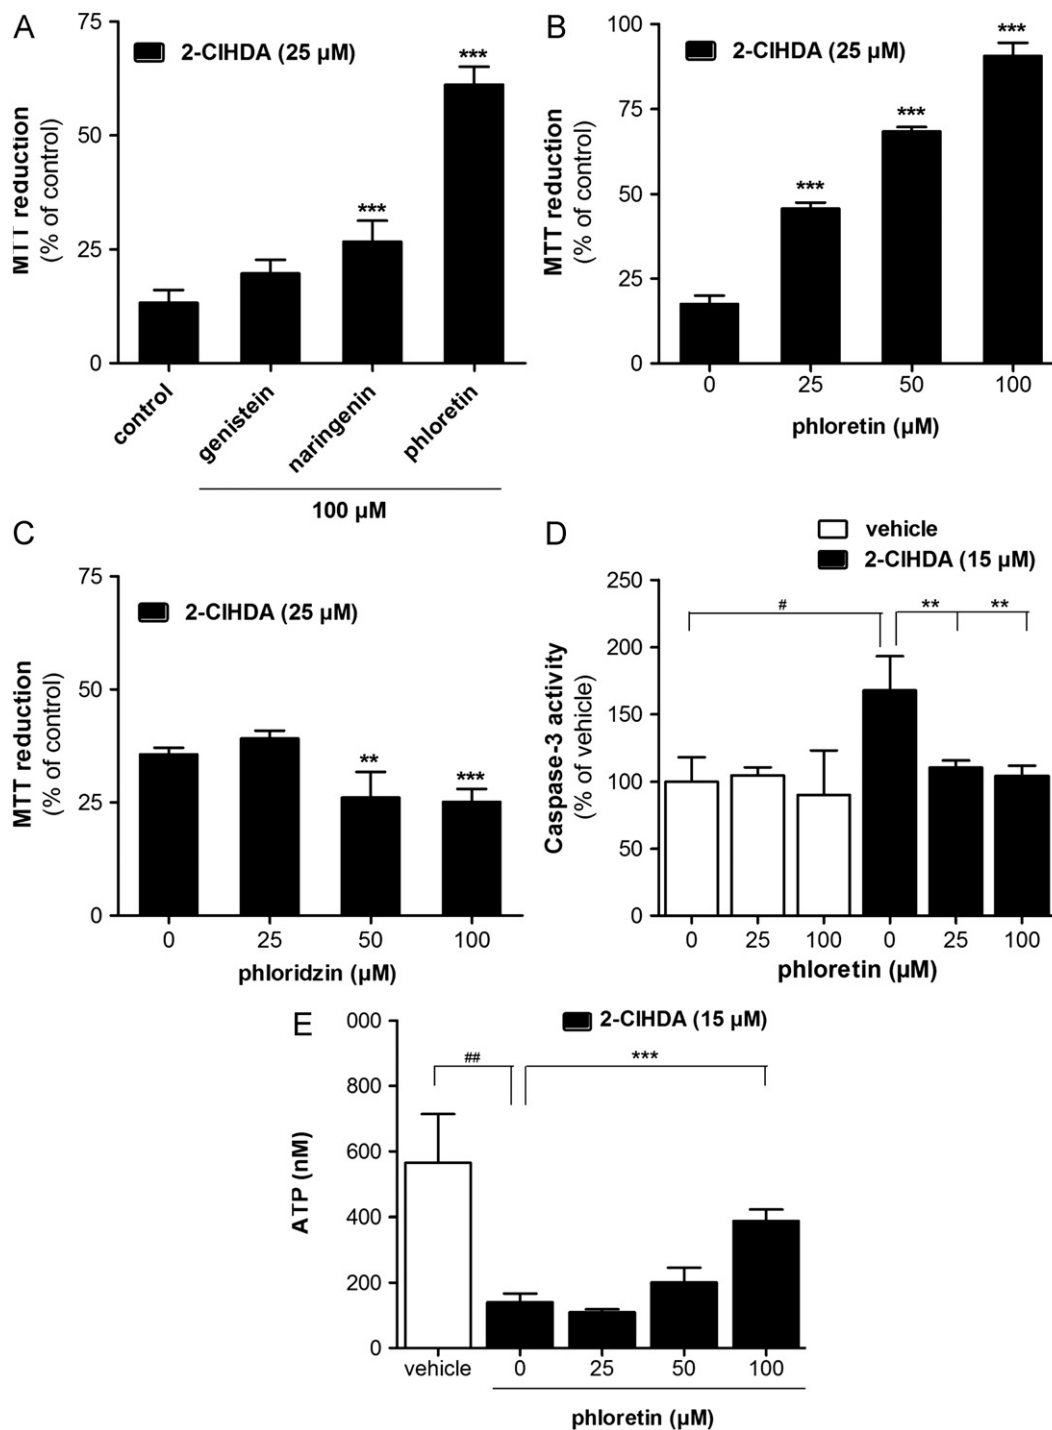 A
2-ClHDA (25 µM)
MTT reduction
(% of control)
75
50
25
0
***
***
control
genistein
naringenin
phloretin
100 µM
B
2-ClHDA (25 µM)
MTT reduction
(% of control)
100
75
50
25
0
***
***
***
0 25 50 100
phloretin (µM)
C
2-ClHDA (25 µM)
MTT reduction
(% of control)
75
50
25
0
**
***
0 25 50 100
phloridzin (µM)
D
vehicle
2-ClHDA (15 µM)
Caspase-3 activity
(% of vehicle)
250
200
150
100
50
0
# ** **
0 25 100 0 25 100
phloretin (µM)
E
2-ClHDA (15 µM)
ATP (nM)
000
800
600
400
200
0
## ***
vehicle 0 25 50 100
phloretin (µM)